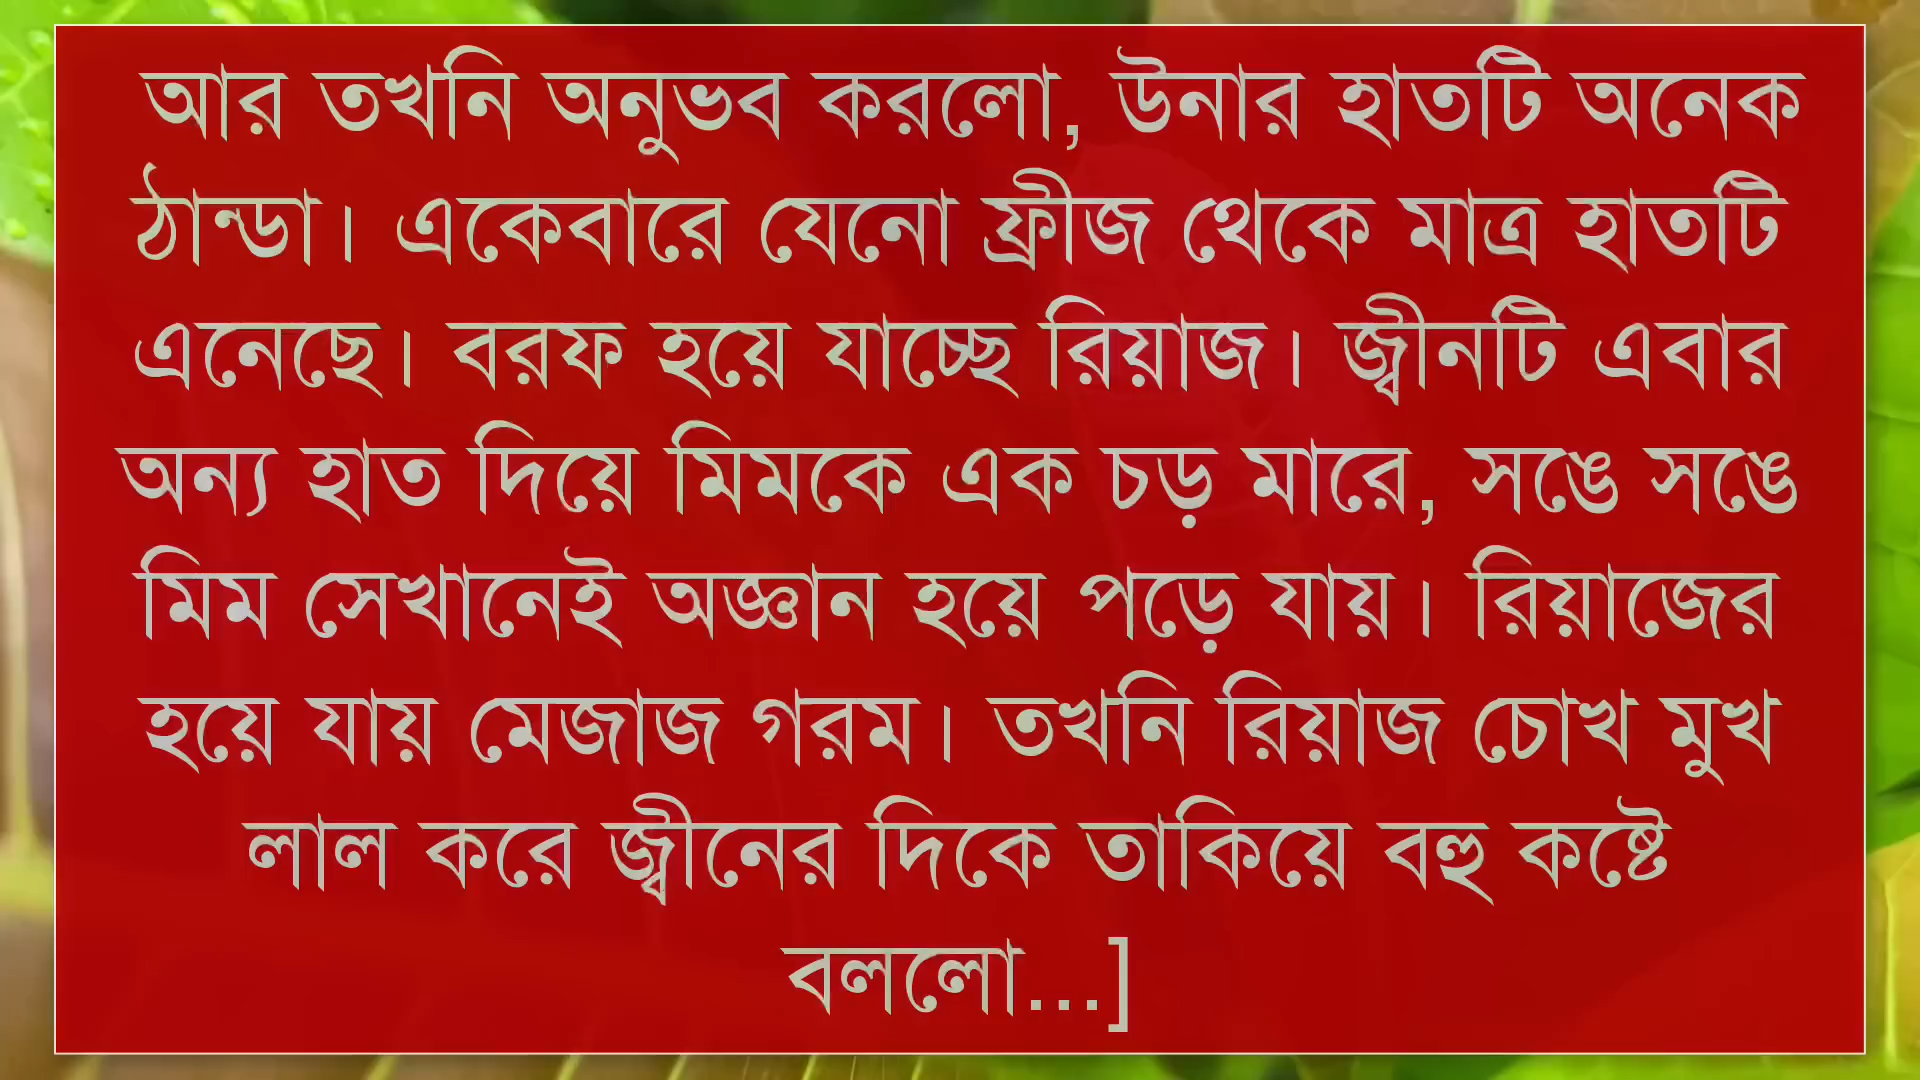 আর তখনি অনুভব করলো, উনার হাতটি অনেক
ঠান্ডা। একেবারে যেনো ফ্রীজ থেকে মাত্র হাতটি
এনেছে। বরফ হয়ে যাচ্ছে রিয়াজ। জ্বীনটি এবার
অন্য হাত দিয়ে মিমকে এক চড় মারে, সঙে সঙে
মিম সেখানেই অজ্ঞান হয়ে পড়ে যায়। রিয়াজের
হয়ে যায় মেজাজ গরম। তখনি রিয়াজ চোখ মুখ
লাল করে জ্বীনের দিকে তাকিয়ে বহু কষ্টে
বললো...]